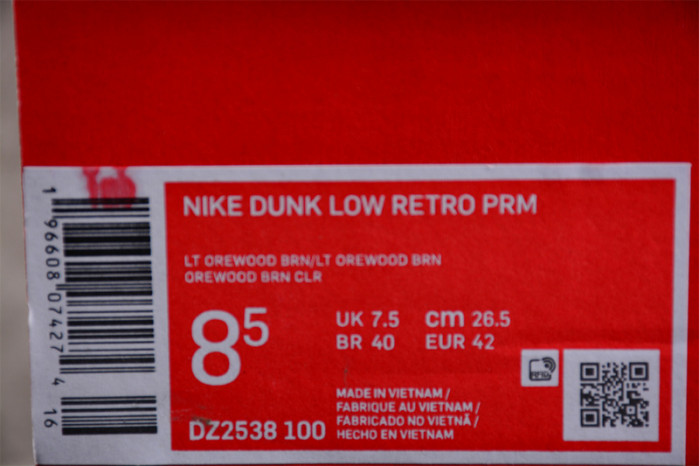 NIKE DUNK LOW RETRO PRM
LT OREWOOD BRN/LT OREWOOD BRN
OREWOOD BRN CLR
8⁵
UK 7.5 cm 26.5
BR 40 EUR 42
MADE IN VIETNAM /
FABRIQUE AU VIETNAM /
FABRICADO NO VIETNÃ /
HECHO EN VIETNAM
DZ2538 100
1 96608 07427 4 16